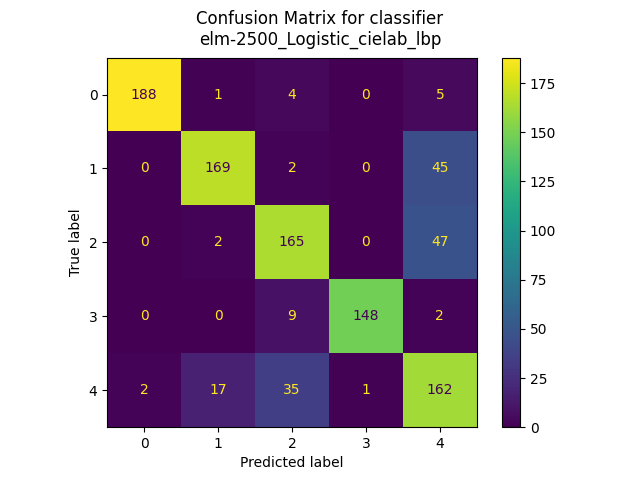 Confusion Matrix for classifier
elm-2500_Logistic_cielab_lbp
0 188 1 4 0 5
1 0 169 2 0 45
2 0 2 165 0 47
3 0 0 9 148 2
4 2 17 35 1 162
0 1 2 3 4
Predicted label
True label
175
150
125
100
75
50
25
0